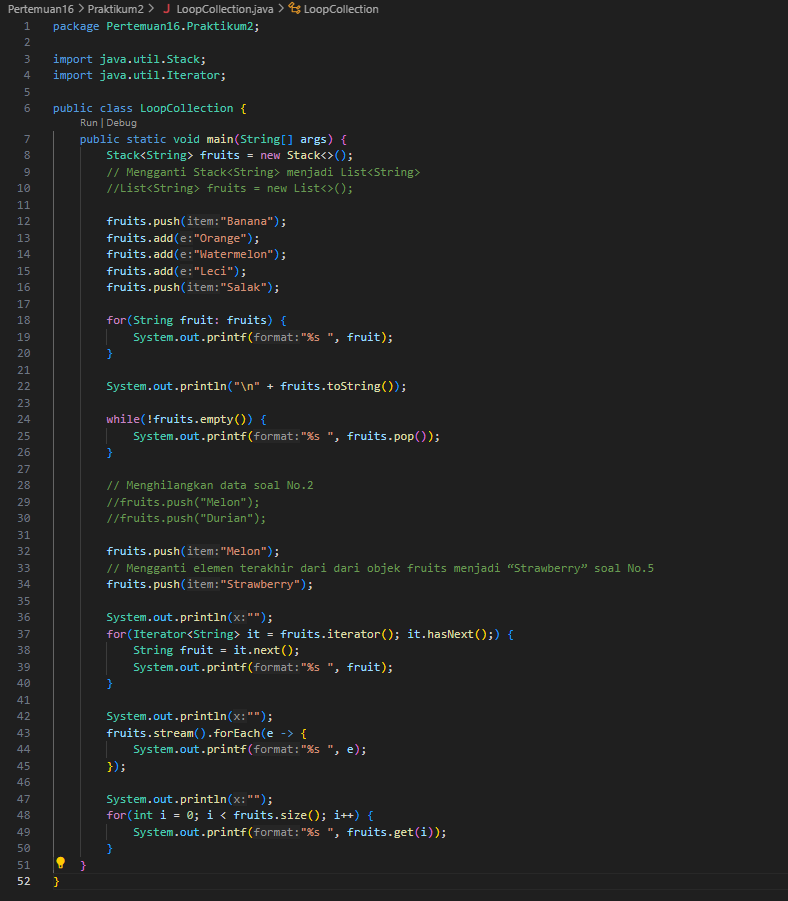 Pertemuan16 > Praktikum2 > J LoopCollection.java > LoopCollection
1 package Pertemuan16.Praktikum2;
2
3 import java.util.Stack;
4 import java.util.Iterator;
5
6 public class LoopCollection {
Run | Debug
7 public static void main(String[] args) {
8 Stack<String> fruits = new Stack<>();
9 // Mengganti Stack<String> menjadi List<String>
10 //List<String> fruits = new List<>();
11
12 fruits.push(item:"Banana");
13 fruits.add(e:"Orange");
14 fruits.add(e:"Watermelon");
15 fruits.add(e:"Leci");
16 fruits.push(item:"Salak");
17
18 for(String fruit: fruits) {
19 System.out.printf(format:"%s ", fruit);
20 }
21
22 System.out.println("\n" + fruits.toString());
23
24 while(!fruits.empty()) {
25 System.out.printf(format:"%s ", fruits.pop());
26 }
27
28 // Menghilangkan data soal No.2
29 //fruits.push("Melon");
30 //fruits.push("Durian");
31
32 fruits.push(item:"Melon");
33 // Mengganti elemen terakhir dari dari objek fruits menjadi “Strawberry” soal No.5
34 fruits.push(item:"Strawberry");
35
36 System.out.println(x:"");
37 for(Iterator<String> it = fruits.iterator(); it.hasNext();) {
38 String fruit = it.next();
39 System.out.printf(format:"%s ", fruit);
40 }
41
42 System.out.println(x:"");
43 fruits.stream().forEach(e -> {
44 System.out.printf(format:"%s ", e);
45 });
46
47 System.out.println(x:"");
48 for(int i = 0; i < fruits.size(); i++) {
49 System.out.printf(format:"%s ", fruits.get(i));
50 }
51 }
52 }